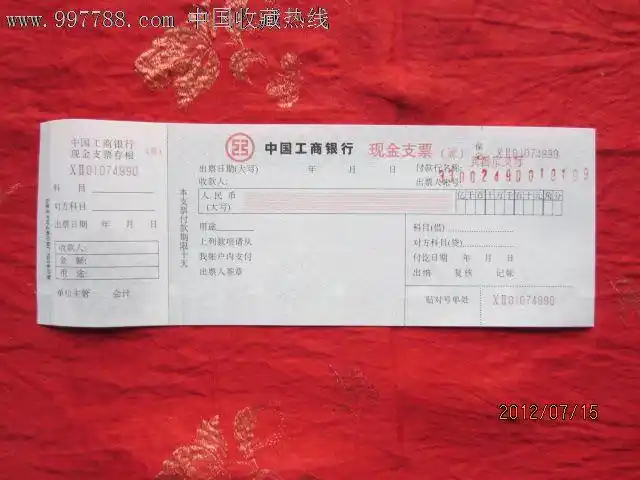 www.997788.com 中国收藏热线
中国工商银行
现金支票存根
XII01074990
科 目
对方科目
出票日期 年 月 日
收款人:
金 额:
用 途:
单位主管 会计
本支票付款期限十天
中国工商银行 现金支票
XII01074990
出票日期(大写) 年 月 日
付款行名称:
收款人:
出票人帐号:
人民币
(大写)
亿千百十万千百十元角分
用途
上列款项请从
我帐户内支付
出票人签章
科目(借)
对方科目(贷)
付讫日期 年 月 日
出纳 复核 记账
贴对号单处
XII01074990
2012/07/15